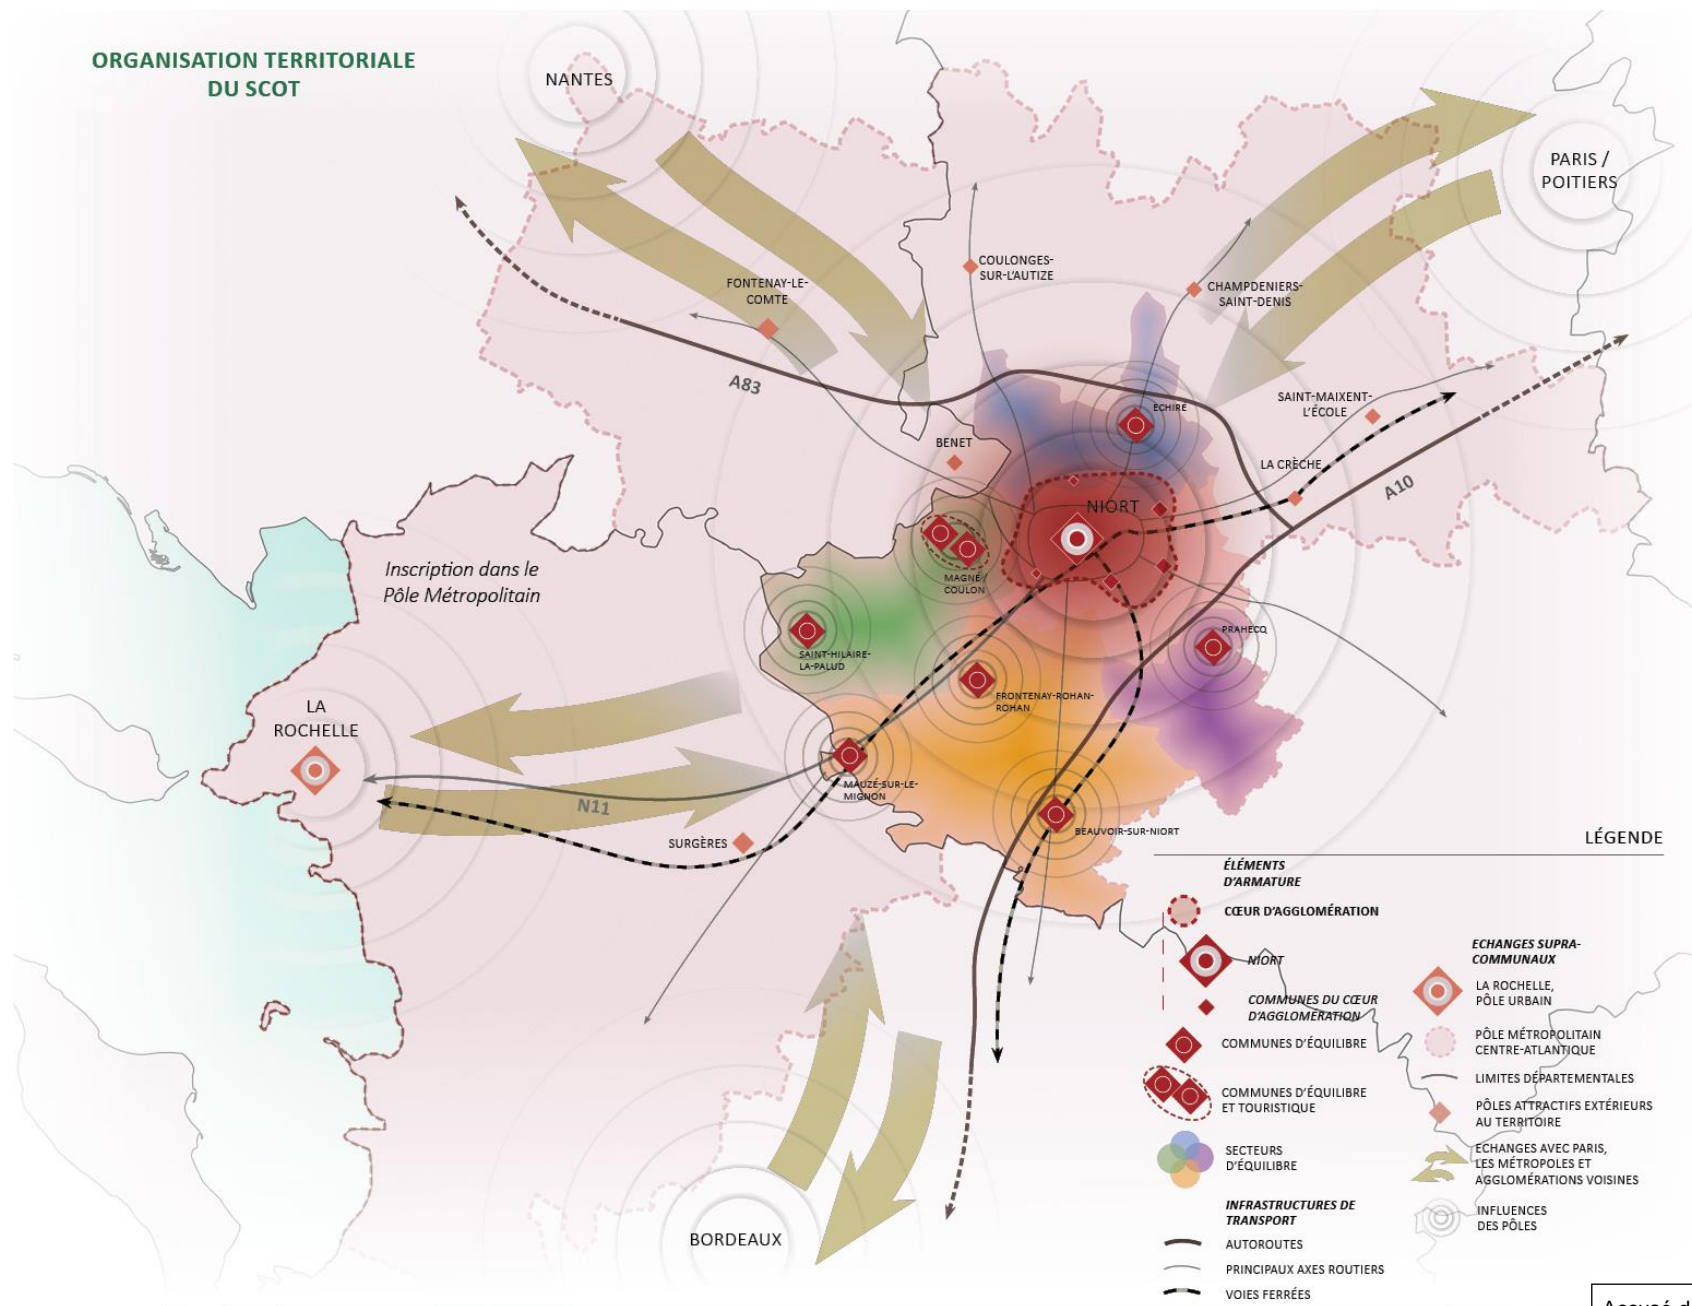 ORGANISATION TERRITORIALE
DU SCOT
NANTES
PARIS /
POITIERS
COULONGES-
SUR-L'AUTIZE
FONTENAY-LE-
COMTE
CHAMPDENIERS-
SAINT-DENIS
A83
SAINT-MAIXENT-
L'ÉCOLE
ECHIRÉ
BENET
LA CRÈCHE
A10
NIORT
Inscription dans le
Pôle Métropolitain
MAGNÉ /
COULON
PRAHECQ
SAINT-HILAIRE-
LA-PALUD
FRONTENAY-ROHAN-
ROHAN
LA
ROCHELLE
MAUZÉ-SUR-LE-
MIGNON
N11
SURGÈRES
BEAUVOIR-SUR-NIORT
BORDEAUX
LÉGENDE
ÉLÉMENTS
D'ARMATURE
CŒUR D'AGGLOMÉRATION
NIORT
COMMUNES DU CŒUR
D'AGGLOMÉRATION
COMMUNES D'ÉQUILIBRE
COMMUNES D'ÉQUILIBRE
ET TOURISTIQUE
SECTEURS
D'ÉQUILIBRE
INFRASTRUCTURES DE
TRANSPORT
AUTOROUTES
PRINCIPAUX AXES ROUTIERS
VOIES FERRÉES
ECHANGES SUPRA-
COMMUNAUX
LA ROCHELLE,
PÔLE URBAIN
PÔLE MÉTROPOLITAIN
CENTRE-ATLANTIQUE
LIMITES DÉPARTEMENTALES
PÔLES ATTRACTIFS EXTÉRIEURS
AU TERRITOIRE
ECHANGES AVEC PARIS,
LES MÉTROPOLES ET
AGGLOMÉRATIONS VOISINES
INFLUENCES
DES PÔLES